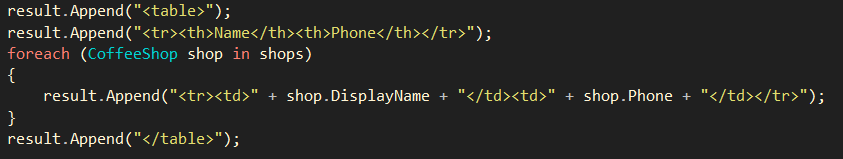 result.Append("<table>");
result.Append("<tr><th>Name</th><th>Phone</th></tr>");
foreach (CoffeeShop shop in shops)
{
    result.Append("<tr><td>" + shop.DisplayName + "</td><td>" + shop.Phone + "</td></tr>");
}
result.Append("</table>");